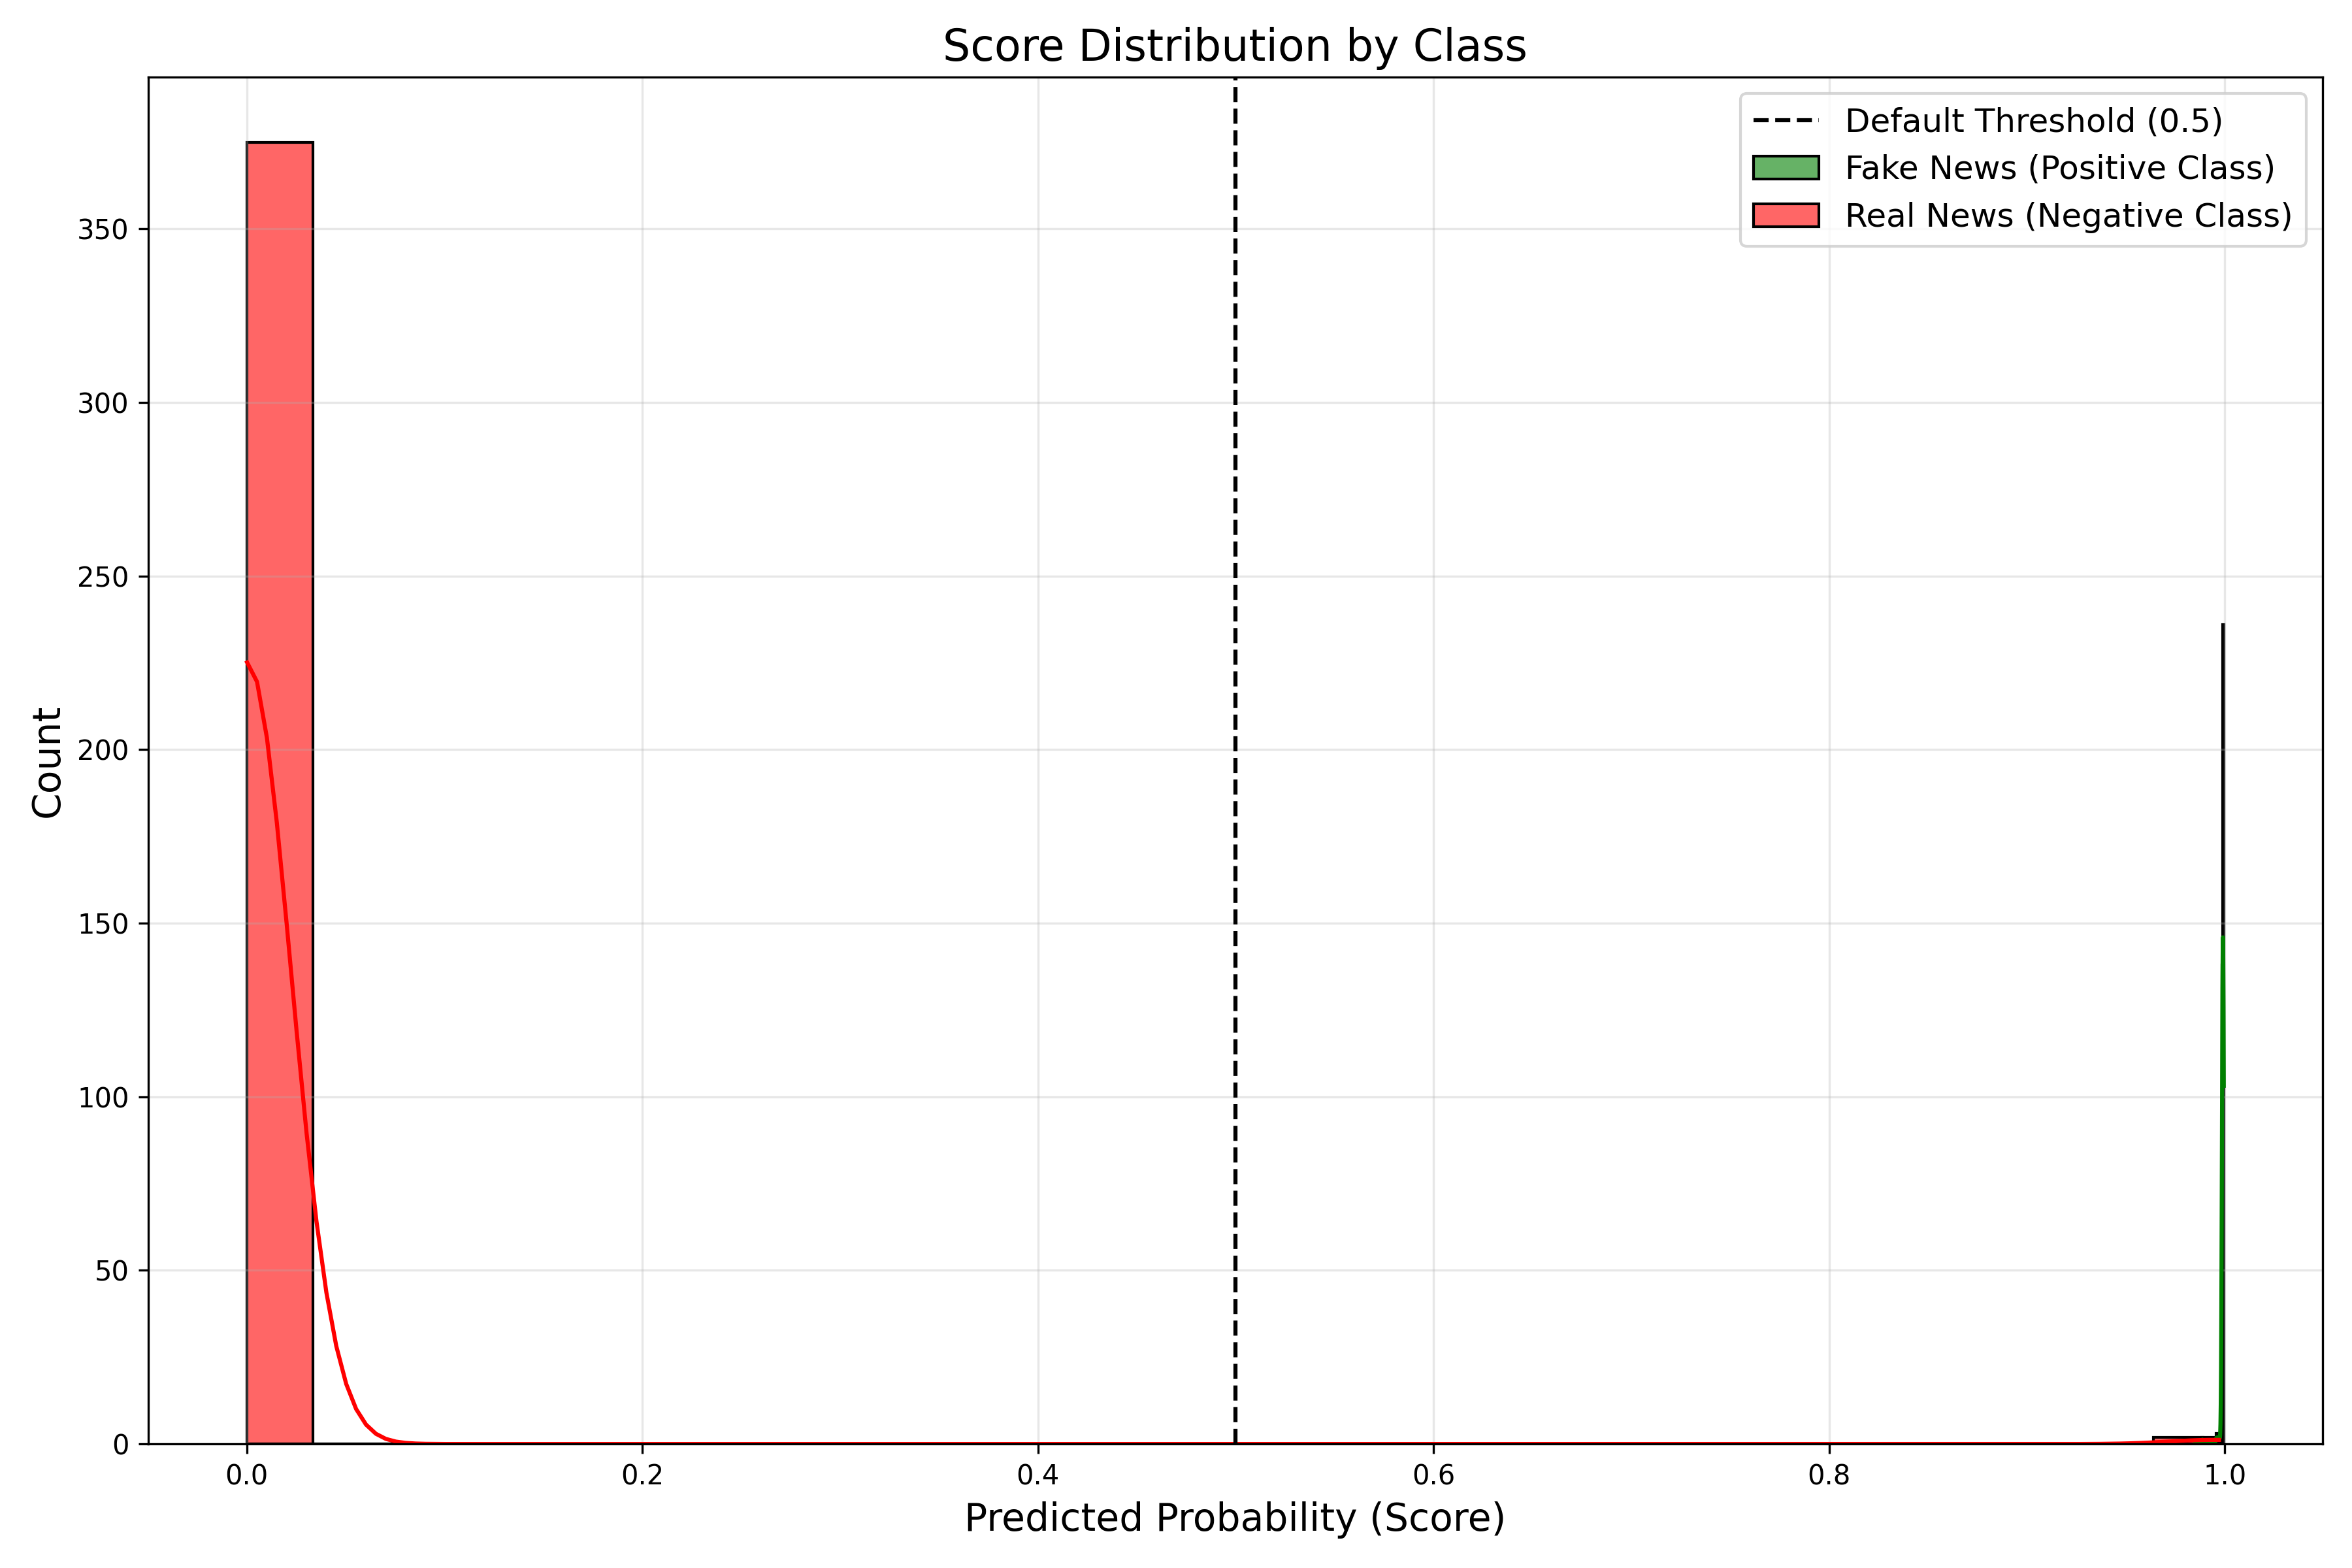 Score Distribution by Class
Default Threshold (0.5)
Fake News (Positive Class)
Real News (Negative Class)
350
300
250
200
150
100
50
0
Count
0.0 0.2 0.4 0.6 0.8 1.0
Predicted Probability (Score)